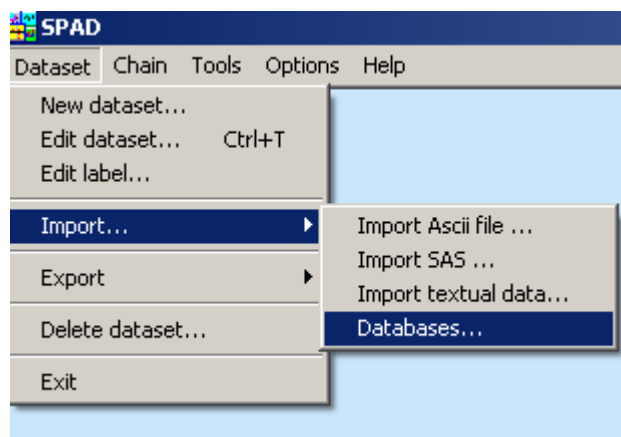 SPAD
Dataset Chain Tools Options Help
New dataset...
Edit dataset... Ctrl+T
Edit label...
Import...
Export
Delete dataset...
Exit
Import Ascii file ...
Import SAS ...
Import textual data...
Databases...